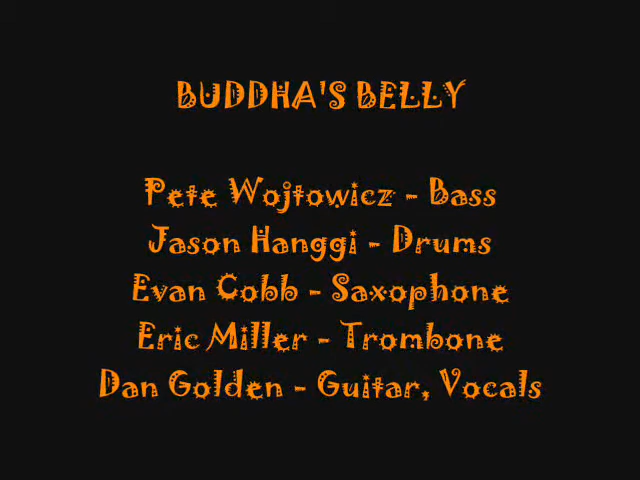 BUDDHA'S BELLY
Pete Wojtowicz - Bass
Jason Hanggi - Drums
Evan Cobb - Saxophone
Eric Miller - Trombone
Dan Golden - Guitar, Vocals